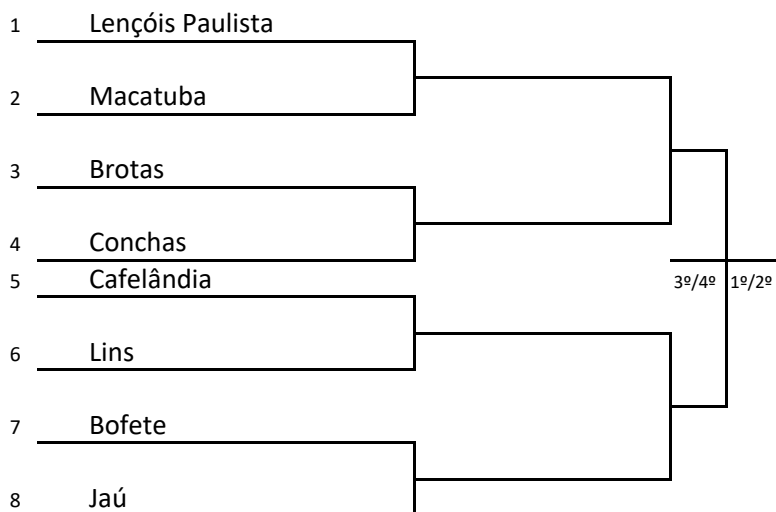 1 Lençóis Paulista
2 Macatuba
3 Brotas
4 Conchas
5 Cafelândia
3º/4º 1º/2º
6 Lins
7 Bofete
8 Jaú